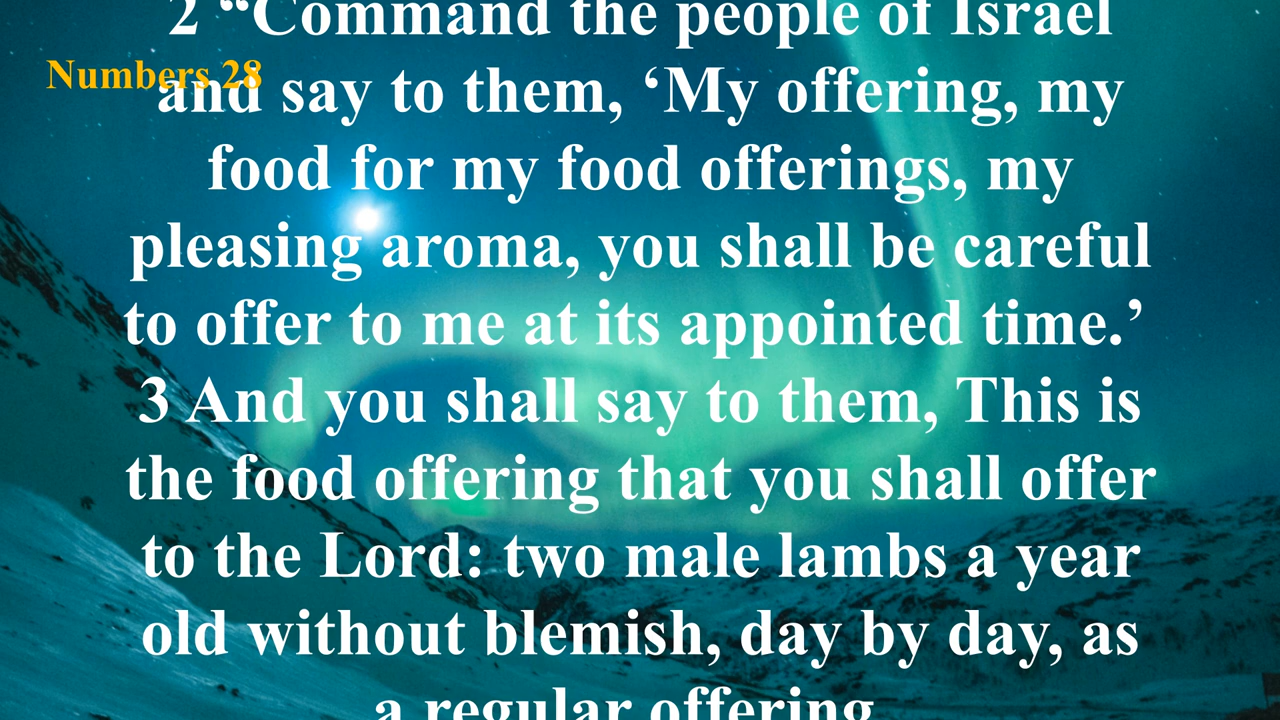 2 “Command the people of Israel
Numbers 28
and say to them, ‘My offering, my
food for my food offerings, my
pleasing aroma, you shall be careful
to offer to me at its appointed time.’
3 And you shall say to them, This is
the food offering that you shall offer
to the Lord: two male lambs a year
old without blemish, day by day, as
a regular offering